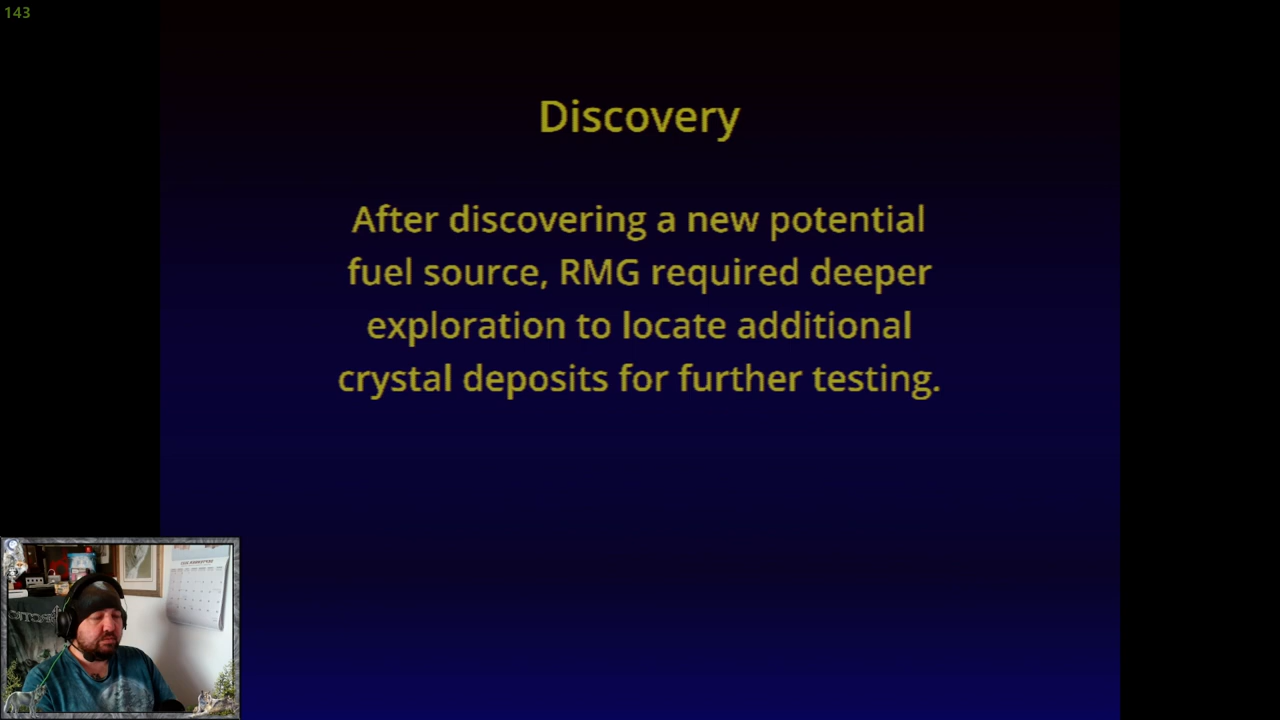 143
Discovery
After discovering a new potential
fuel source, RMG required deeper
exploration to locate additional
crystal deposits for further testing.